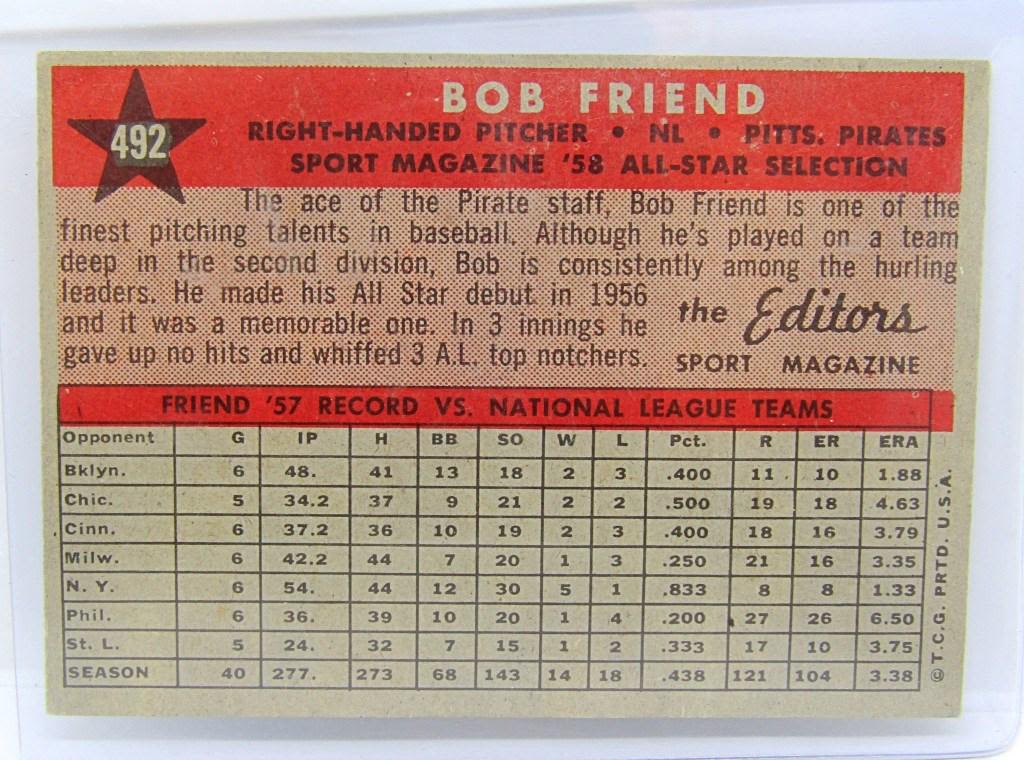 492
BOB FRIEND
RIGHT-HANDED PITCHER • NL • PITTS. PIRATES
SPORT MAGAZINE '58 ALL-STAR SELECTION
The ace of the Pirate staff, Bob Friend is one of the
finest pitching talents in baseball. Although he's played on a team
deep in the second division, Bob is consistently among the hurling
leaders. He made his All Star debut in 1956
and it was a memorable one. In 3 innings he
gave up no hits and whiffed 3 A.L. top notchers.
the Editors
SPORT MAGAZINE
FRIEND '57 RECORD VS. NATIONAL LEAGUE TEAMS
Opponent G IP H BB SO W L Pct. R ER ERA
Bklyn. 6 48. 41 13 18 2 3 .400 11 10 1.88
Chic. 5 34.2 37 9 21 2 2 .500 19 18 4.63
Cinn. 6 37.2 36 10 19 2 3 .400 18 16 3.79
Milw. 6 42.2 44 7 20 1 3 .250 21 16 3.35
N. Y. 6 54. 44 12 30 5 1 .833 8 8 1.33
Phil. 6 36. 39 10 20 1 4 .200 27 26 6.50
St. L. 5 24. 32 7 15 1 2 .333 17 10 3.75
SEASON 40 277. 273 68 143 14 18 .438 121 104 3.38
© T.C.G. PRTD. U.S.A.